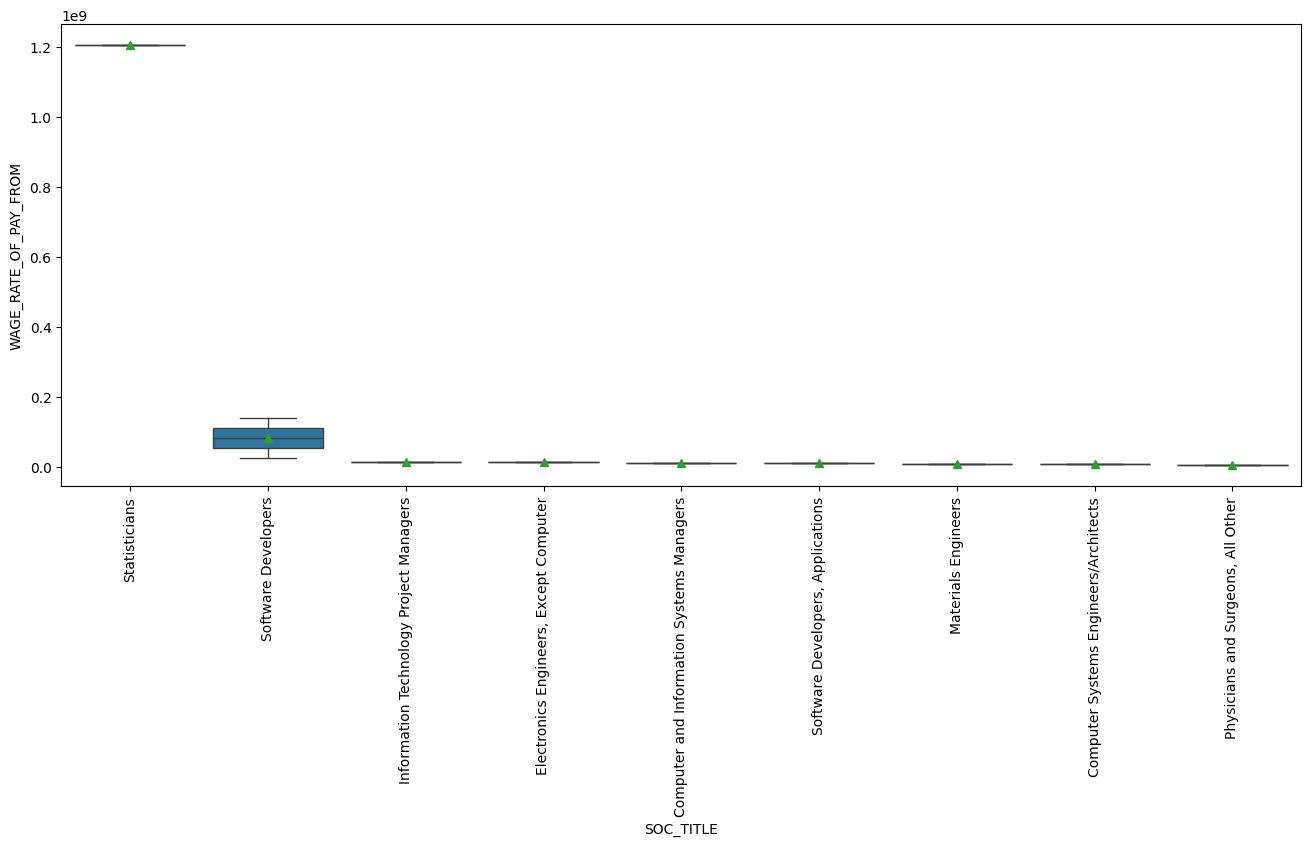 1e9
1.2
1.0
0.8
0.6
0.4
0.2
0.0
WAGE_RATE_OF_PAY_FROM
Statisticians
Software Developers
Information Technology Project Managers
Electronics Engineers, Except Computer
Computer and Information Systems Managers
Software Developers, Applications
Materials Engineers
Computer Systems Engineers/Architects
Physicians and Surgeons, All Other
SOC_TITLE